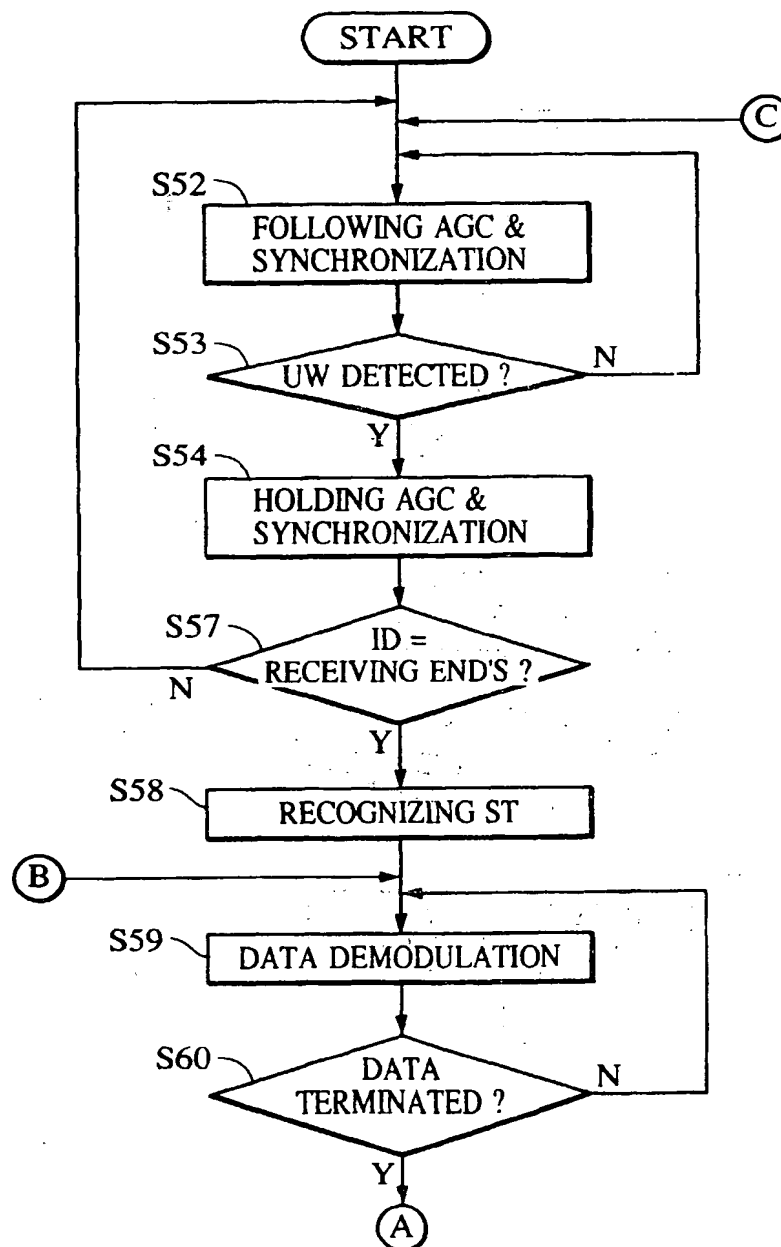 START
C
S52
FOLLOWING AGC &
SYNCHRONIZATION
S53
UW DETECTED ?
N
Y
S54
HOLDING AGC &
SYNCHRONIZATION
S57
ID =
RECEIVING END'S ?
N
Y
S58
RECOGNIZING ST
B
S59
DATA DEMODULATION
S60
DATA
TERMINATED ?
N
Y
A